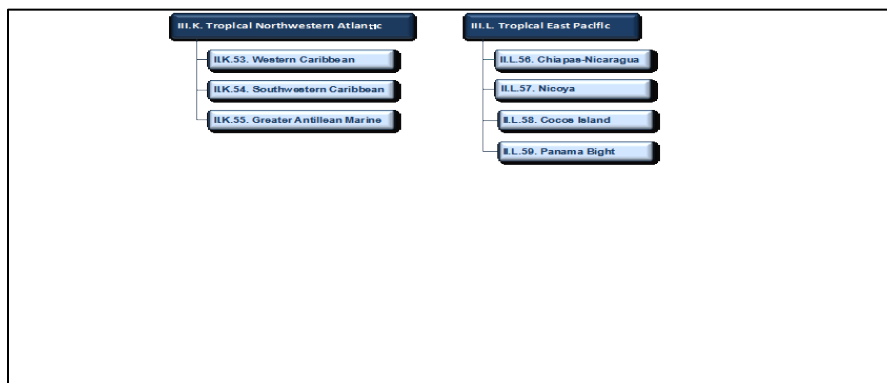 III.K. Tropical Northwestern Atlantic
II.K.53. Western Caribbean
II.K.54. Southwestern Caribbean
II.K.55. Greater Antillean Marine
III.L. Tropical East Pacific
II.L.56. Chiapas-Nicaragua
II.L.57. Nicoya
II.L.58. Cocos Island
II.L.59. Panama Bight